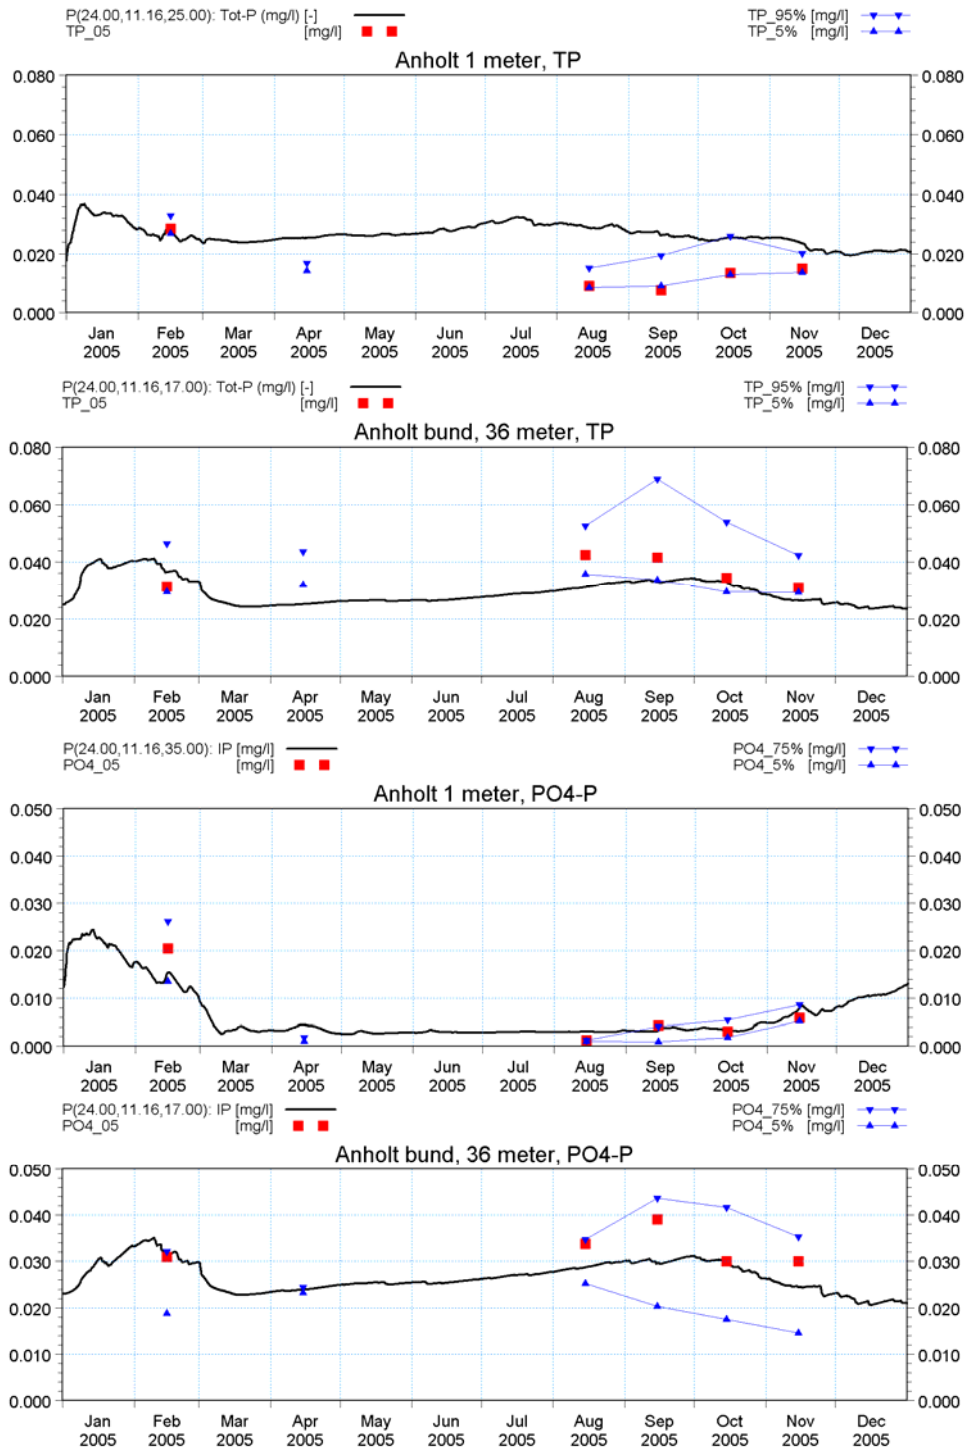 P(24.00,11.16,25.00): Tot-P (mg/l) [-] TP_95% [mg/l]
TP_05 [mg/l] TP_5% [mg/l]
Anholt 1 meter, TP
0.080 0.080
0.060 0.060
0.040 0.040
0.020 0.020
0.000 0.000
Jan Feb Mar Apr May Jun Jul Aug Sep Oct Nov Dec
2005 2005 2005 2005 2005 2005 2005 2005 2005 2005 2005 2005
P(24.00,11.16,17.00): Tot-P (mg/l) [-] TP_95% [mg/l]
TP_05 [mg/l] TP_5% [mg/l]
Anholt bund, 36 meter, TP
0.080 0.080
0.060 0.060
0.040 0.040
0.020 0.020
0.000 0.000
Jan Feb Mar Apr May Jun Jul Aug Sep Oct Nov Dec
2005 2005 2005 2005 2005 2005 2005 2005 2005 2005 2005 2005
P(24.00,11.16,35.00): IP [mg/l] PO4_75% [mg/l]
PO4_05 [mg/l] PO4_5% [mg/l]
Anholt 1 meter, PO4-P
0.050 0.050
0.040 0.040
0.030 0.030
0.020 0.020
0.010 0.010
0.000 0.000
Jan Feb Mar Apr May Jun Jul Aug Sep Oct Nov Dec
2005 2005 2005 2005 2005 2005 2005 2005 2005 2005 2005 2005
P(24.00,11.16,17.00): IP [mg/l] PO4_75% [mg/l]
PO4_05 [mg/l] PO4_5% [mg/l]
Anholt bund, 36 meter, PO4-P
0.050 0.050
0.040 0.040
0.030 0.030
0.020 0.020
0.010 0.010
0.000 0.000
Jan Feb Mar Apr May Jun Jul Aug Sep Oct Nov Dec
2005 2005 2005 2005 2005 2005 2005 2005 2005 2005 2005 2005